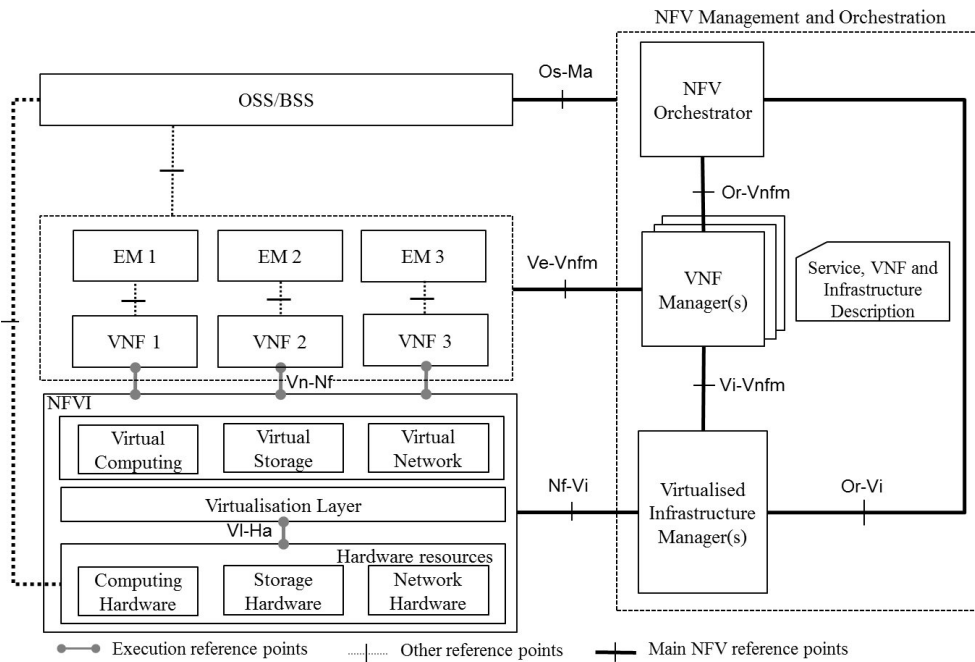 NFV Management and Orchestration
Os-Ma
OSS/BSS
NFV
Orchestrator
Or-Vnfm
EM 1
EM 2
EM 3
Ve-Vnfm
VNF
Manager(s)
Service, VNF and
Infrastructure
Description
VNF 1
VNF 2
VNF 3
Vn-Nf
Vi-Vnfm
NFVI
Virtual
Computing
Virtual
Storage
Virtual
Network
Nf-Vi
Virtualised
Infrastructure
Manager(s)
Or-Vi
Virtualisation Layer
Vl-Ha
Hardware resources
Computing
Hardware
Storage
Hardware
Network
Hardware
Execution reference points
Other reference points
Main NFV reference points